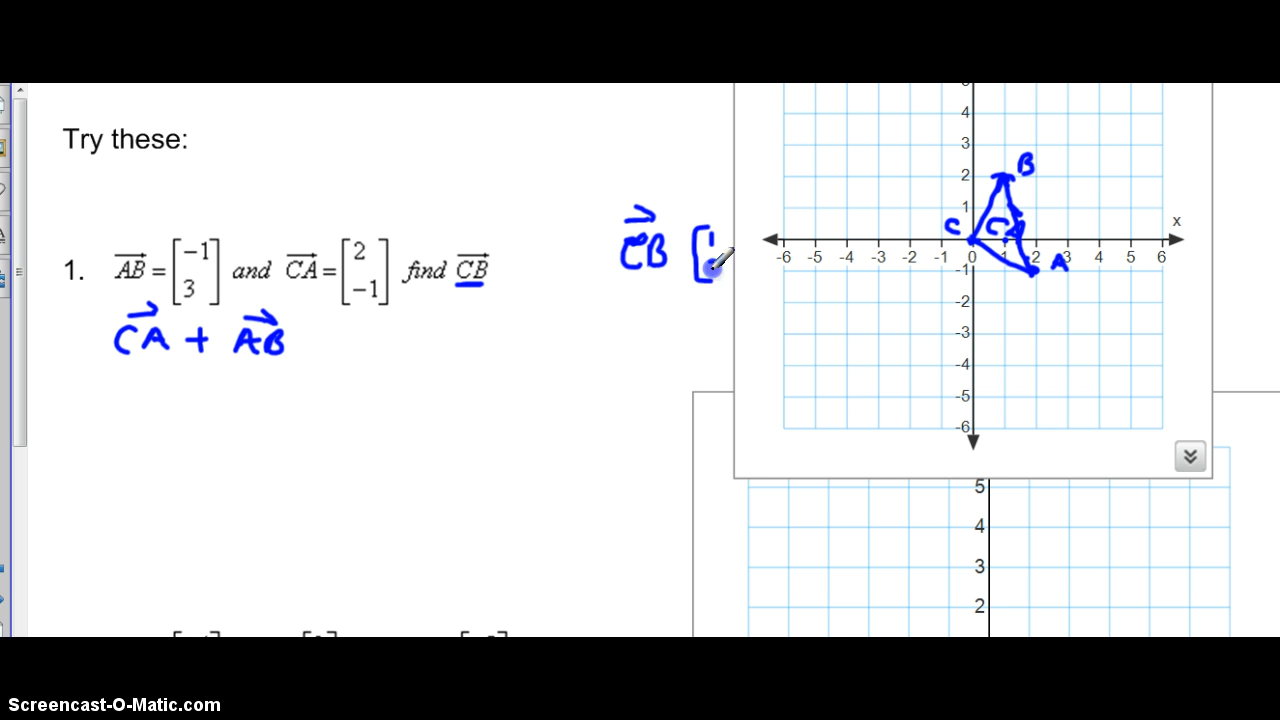 Try these:
1. AB = [−1 3] and CA = [2 −1] find CB
CA + AB
CB [1
4
3
2
1
-6 -5 -4 -3 -2 -1 0 1 2 3 4 5 6
x
-1
-2
-3
-4
-5
-6
B
C
A
5
4
3
2
Screencast-O-Matic.com